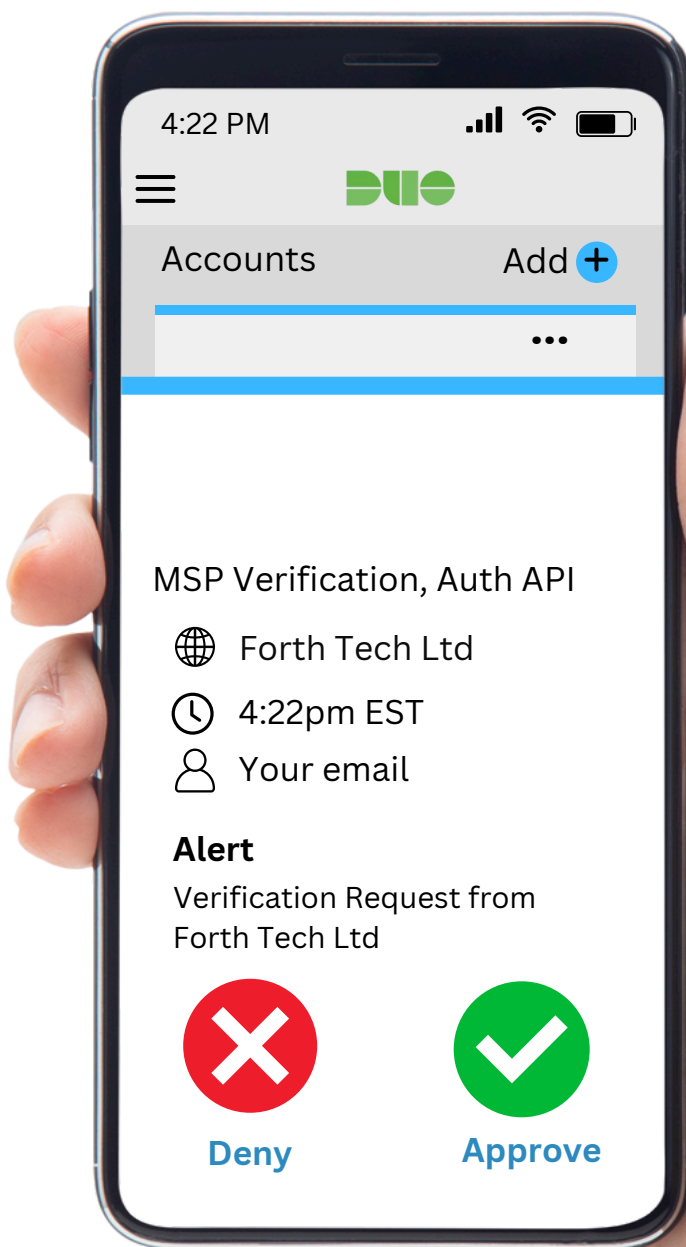 4:22 PM
DUO
Accounts
Add +
•••
MSP Verification, Auth API
Forth Tech Ltd
4:22pm EST
Your email
Alert
Verification Request from
Forth Tech Ltd
Deny
Approve